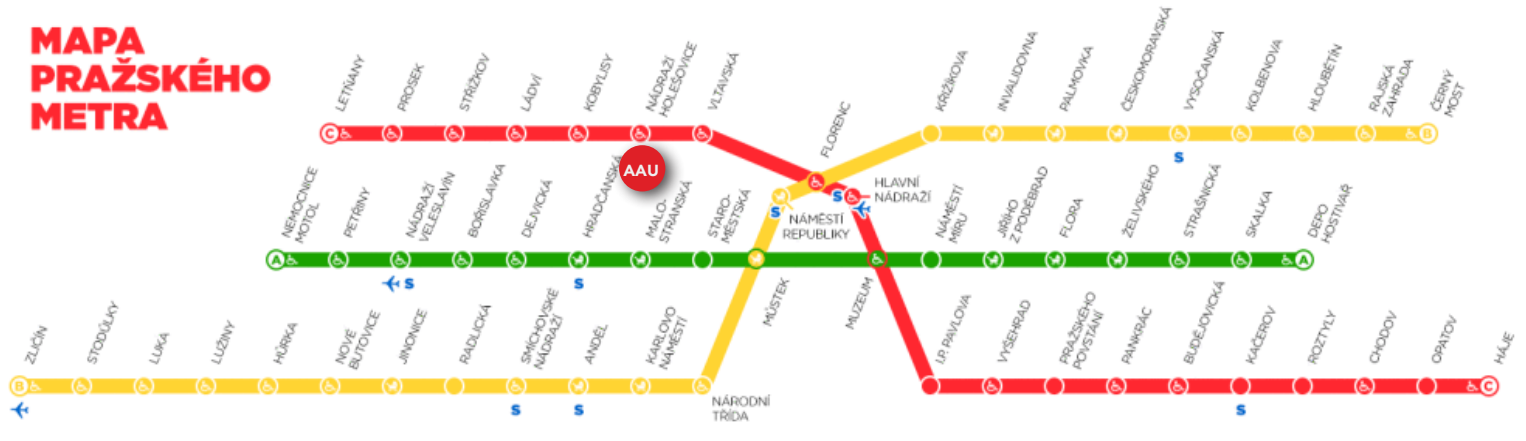 MAPA
PRAŽSKÉHO
METRA
LETŇANY
PROSEK
STŘÍŽKOV
LÁDVÍ
KOBYLISY
NÁDRAŽÍ
HOLEŠOVICE
VLTAVSKÁ
FLORENC
KŘIŽÍKOVA
INVALIDOVNA
PALMOVKA
ČESKOMORAVSKÁ
VYSOČANSKÁ
KOLBENOVA
HLOUBĚTÍN
RAJSKÁ
ZAHRADA
ČERNÝ
MOST
C
B
S
AAU
HLAVNÍ
NÁDRAŽÍ
S
S
NÁMĚSTÍ
REPUBLIKY
NEMOCNICE
MOTOL
PETŘINY
NÁDRAŽÍ
VELESLAVÍN
BOŘISLAVKA
DEJVICKÁ
HRADČANSKÁ
MALO-
STRANSKÁ
STARO-
MĚSTSKÁ
NÁMĚSTÍ
MÍRU
JIŘÍHO
Z PODĚBRAD
FLORA
ŽELIVSKÉHO
STRAŠNICKÁ
SKALKA
DEPO
HOSTIVAŘ
A
A
S
S
MŮSTEK
MUZEUM
ZLIČÍN
STODŮLKY
LUKA
LUŽINY
HŮRKA
NOVÉ
BUTOVICE
JINONICE
RADLICKÁ
SMÍCHOVSKÉ
NÁDRAŽÍ
ANDĚL
KARLOVO
NÁMĚSTÍ
NÁRODNÍ
TŘÍDA
I.P. PAVLOVA
VYŠEHRAD
PRAŽSKÉHO
POVSTÁNÍ
PANKRÁC
BUDĚJOVICKÁ
KAČEROV
ROZTYLY
CHODOV
OPATOV
HÁJE
B
C
S
S
S